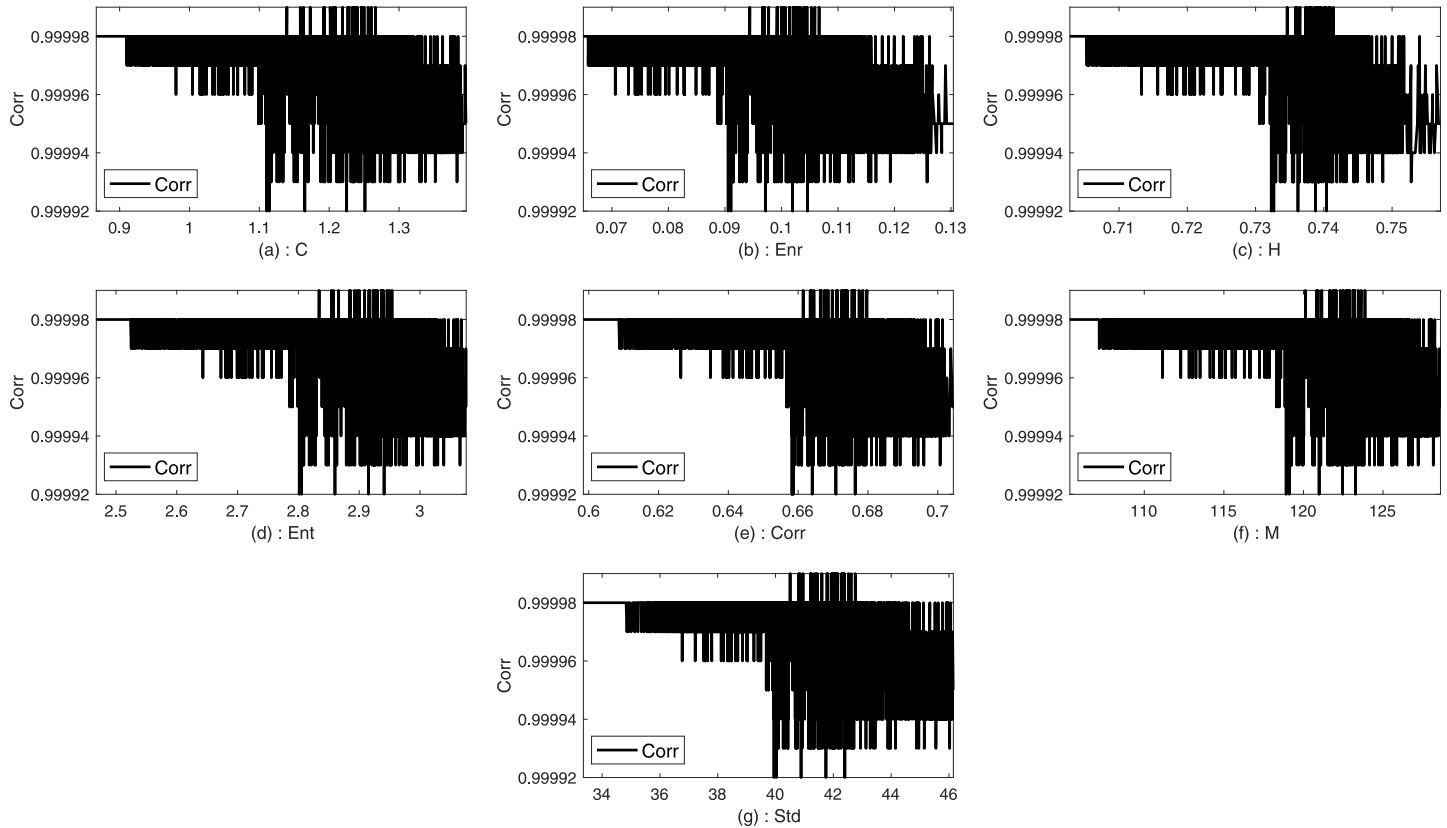 Corr
0.99998
0.99996
0.99994
0.99992
Corr
0.9 1 1.1 1.2 1.3
(a) : C
Corr
0.99998
0.99996
0.99994
0.99992
Corr
0.07 0.08 0.09 0.1 0.11 0.12 0.13
(b) : Enr
Corr
0.99998
0.99996
0.99994
0.99992
Corr
0.71 0.72 0.73 0.74 0.75
(c) : H
Corr
0.99998
0.99996
0.99994
0.99992
Corr
2.5 2.6 2.7 2.8 2.9 3
(d) : Ent
Corr
0.99998
0.99996
0.99994
0.99992
Corr
0.6 0.62 0.64 0.66 0.68 0.7
(e) : Corr
Corr
0.99998
0.99996
0.99994
0.99992
Corr
110 115 120 125
(f) : M
Corr
0.99998
0.99996
0.99994
0.99992
Corr
34 36 38 40 42 44 46
(g) : Std